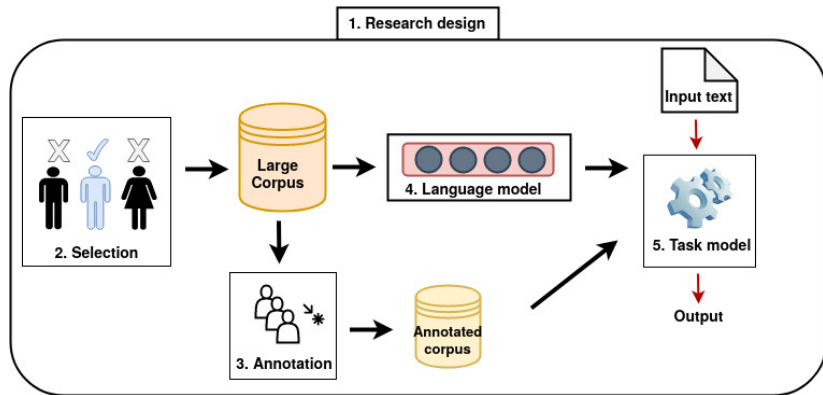 1. Research design
Input text
Large
Corpus
4. Language model
2. Selection
5. Task model
3. Annotation
Annotated
corpus
Output